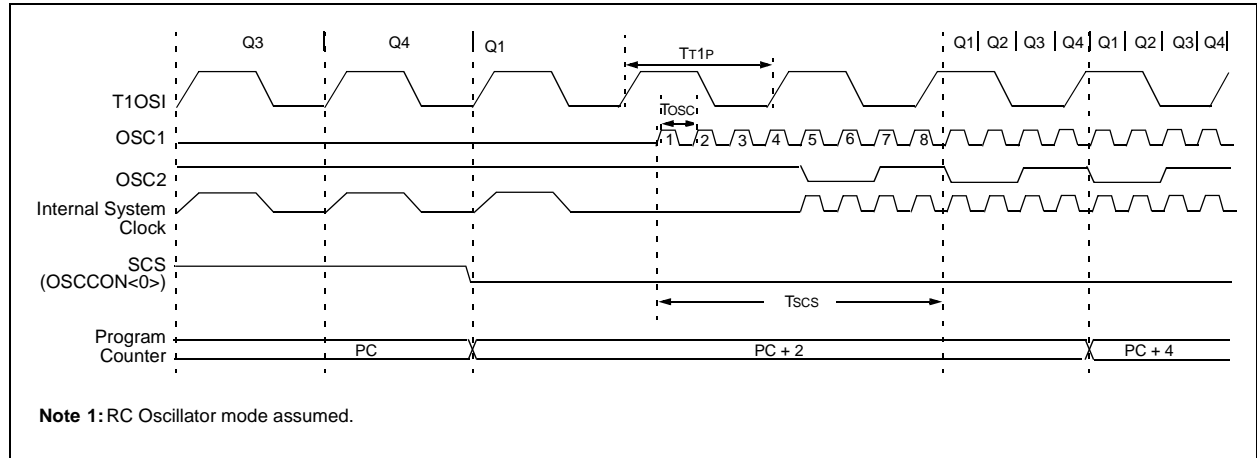 Q3 Q4 Q1 TT1P Q1 Q2 Q3 Q4 Q1 Q2 Q3 Q4
T1OSI
TOSC
OSC1 1 2 3 4 5 6 7 8
OSC2
Internal System
Clock
SCS
(OSCCON<0>)
TSCS
Program
Counter PC PC + 2 PC + 4
Note 1: RC Oscillator mode assumed.